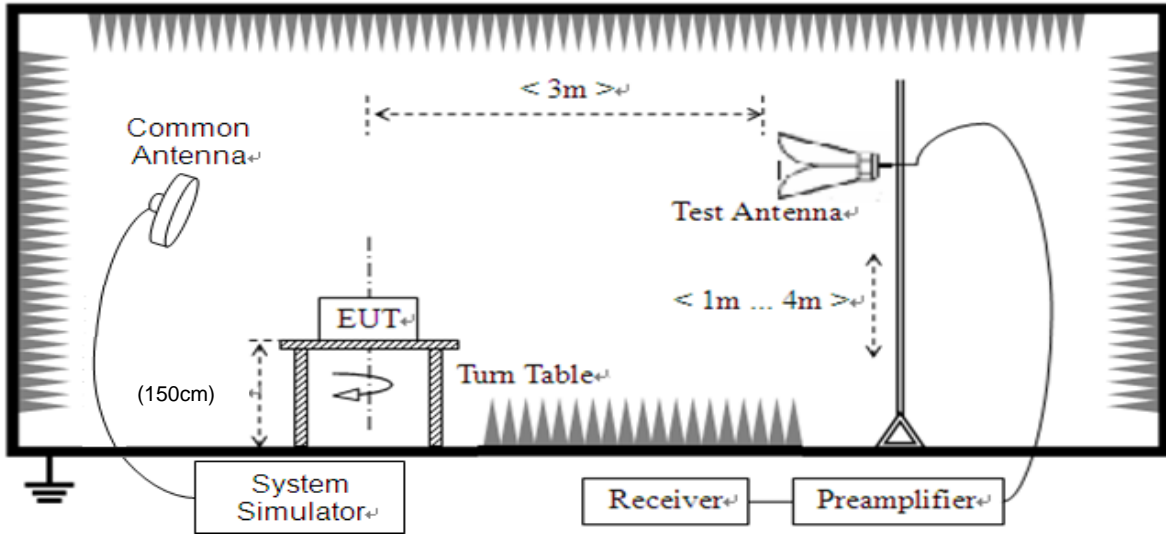 < 3m >
Common
Antenna
Test Antenna
< 1m ... 4m >
EUT
Turn Table
(150cm)
System
Simulator
Receiver
Preamplifier